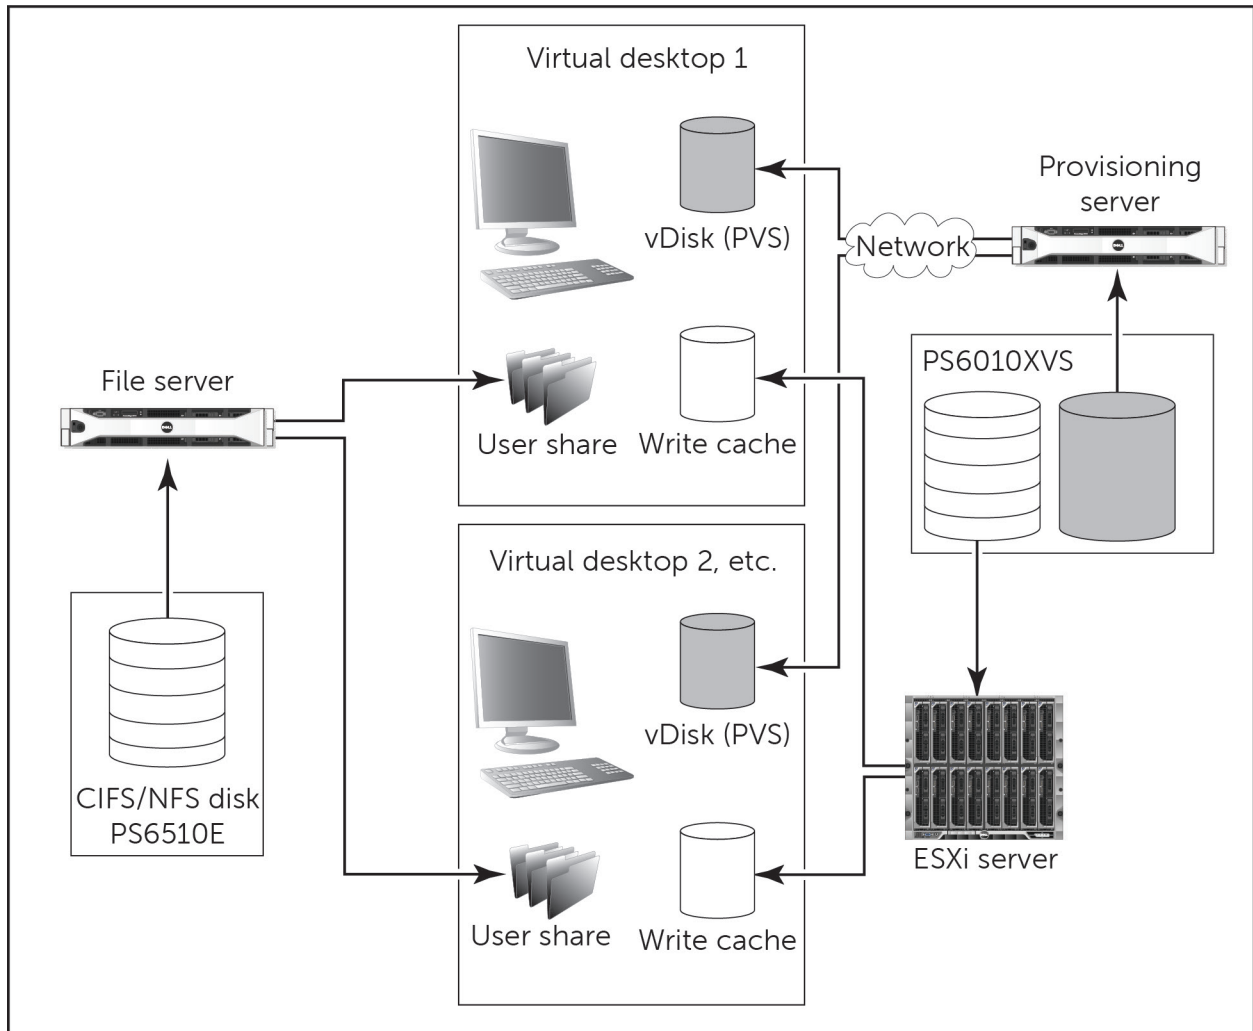 Virtual desktop 1
vDisk (PVS)
User share
Write cache
File server
CIFS/NFS disk
PS6510E
Virtual desktop 2, etc.
vDisk (PVS)
User share
Write cache
Network
Provisioning
server
PS6010XVS
ESXi server